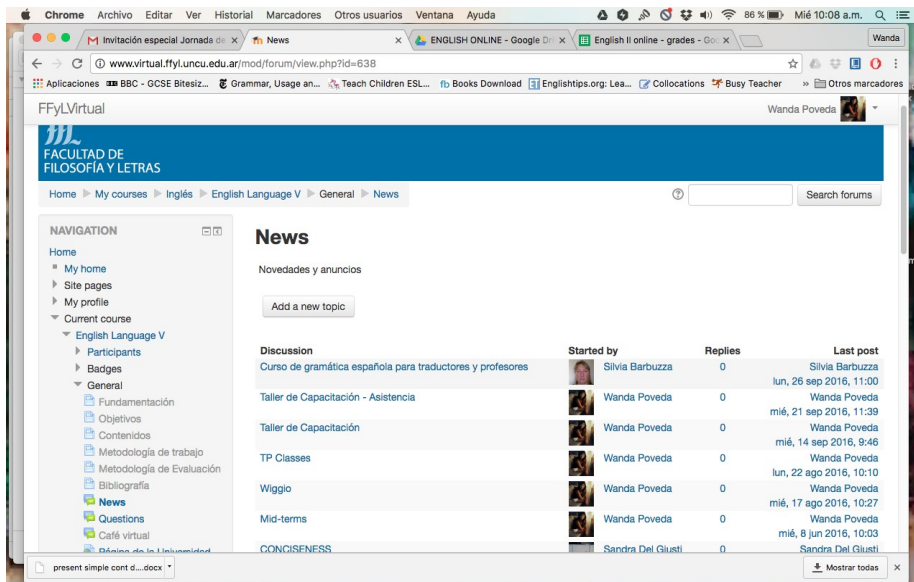 Chrome Archivo Editar Ver Historial Marcadores Otros usuarios Ventana Ayuda 86 % Mié 10:08 a.m.
Invitación especial Jornada de
News
ENGLISH ONLINE - Google Dri
English II online - grades - Goo
Wanda
www.virtual.ffyl.uncu.edu.ar/mod/forum/view.php?id=638
Aplicaciones BBC - GCSE Bitesiz... Grammar, Usage an... Teach Children ESL... Books Download Englishtips.org: Lea... Collocations Busy Teacher » Otros marcadores
FFyLVirtual Wanda Poveda
FACULTAD DE
FILOSOFÍA Y LETRAS
Home My courses Inglés English Language V General News Search forums
NAVIGATION
Home
My home
Site pages
My profile
Current course
English Language V
Participants
Badges
General
Fundamentación
Objetivos
Contenidos
Metodología de trabajo
Metodología de Evaluación
Bibliografía
News
Questions
Café virtual
Página de la Universidad
News
Novedades y anuncios
Add a new topic
Discussion Started by Replies Last post
Curso de gramática española para traductores y profesores Silvia Barbuzza 0 Silvia Barbuzza
lun, 26 sep 2016, 11:00
Taller de Capacitación - Asistencia Wanda Poveda 0 Wanda Poveda
mié, 21 sep 2016, 11:39
Taller de Capacitación Wanda Poveda 0 Wanda Poveda
mié, 14 sep 2016, 9:46
TP Classes Wanda Poveda 0 Wanda Poveda
lun, 22 ago 2016, 10:10
Wiggio Wanda Poveda 0 Wanda Poveda
mié, 17 ago 2016, 10:27
Mid-terms Wanda Poveda 0 Wanda Poveda
mié, 8 jun 2016, 10:03
CONCISENESS Sandra Del Giusti 0 Sandra Del Giusti
present simple cont d....docx Mostrar todas